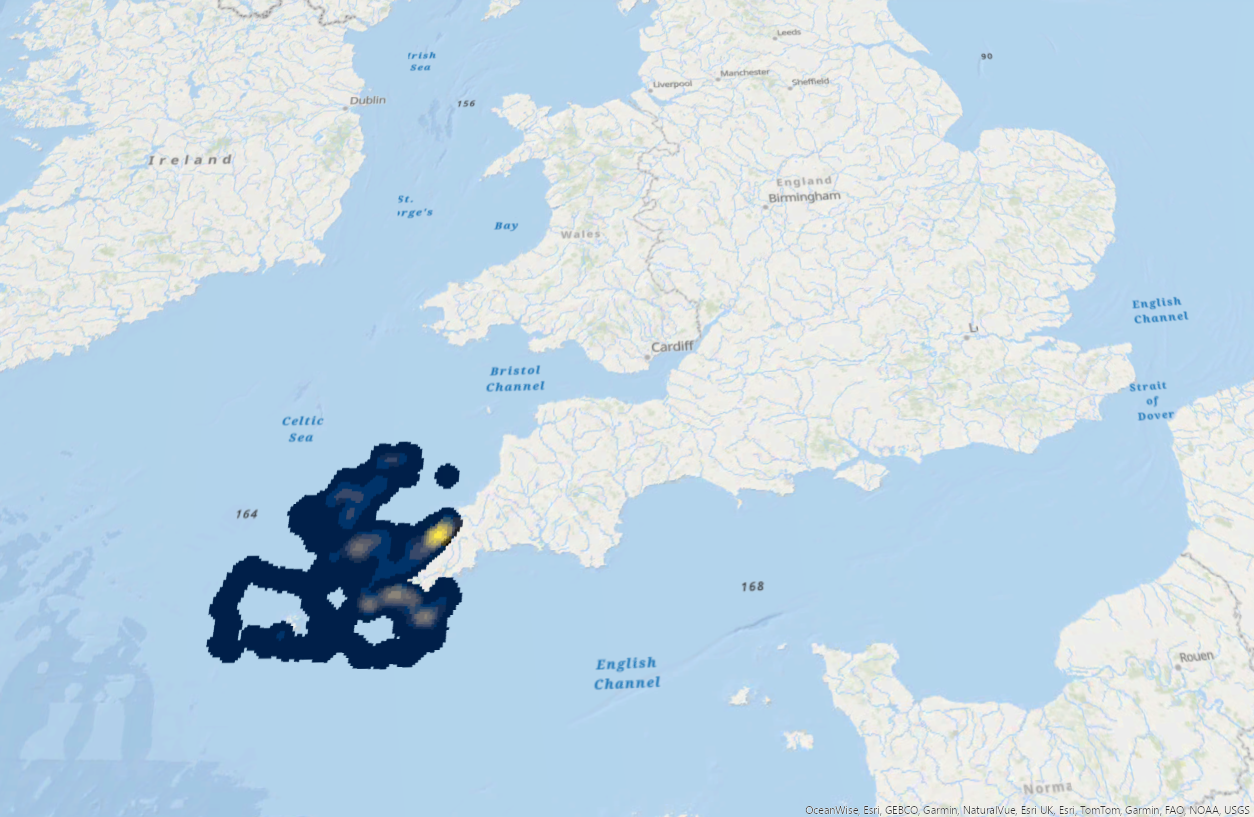 Leeds
Irish
Sea
90
Manchester
Sheffield
Liverpool
Dublin
156
Ireland
England
Birmingham
St.
Bay
Wales
English
Channel
Cardiff
Bristol
Channel
Strait
of
Dover
Celtic
Sea
164
168
Rouen
English
Channel
Norma
OceanWise, Esri, GEBCO, Garmin, NaturalVue, Esri UK, Esri, TomTom, Garmin, FAO, NOAA, USGS